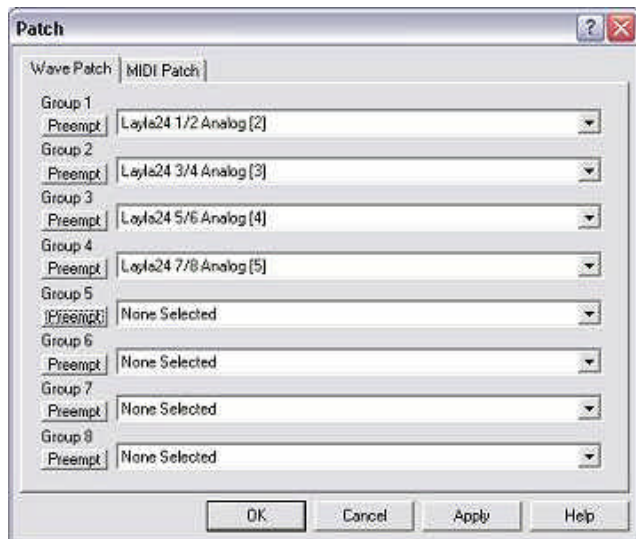 Patch
Wave Patch MIDI Patch
Group 1
Preempt Layla24 1/2 Analog [2]
Group 2
Preempt Layla24 3/4 Analog [3]
Group 3
Preempt Layla24 5/6 Analog [4]
Group 4
Preempt Layla24 7/8 Analog [5]
Group 5
Preempt None Selected
Group 6
Preempt None Selected
Group 7
Preempt None Selected
Group 8
Preempt None Selected
OK Cancel Apply Help